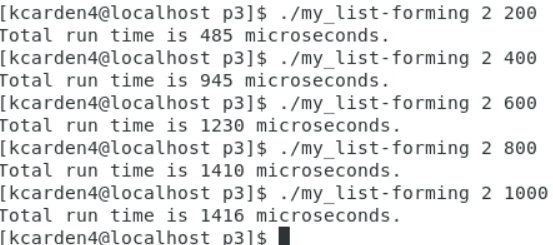 [kcarden4@localhost p3]$ ./my_list-forming 2 200
Total run time is 485 microseconds.
[kcarden4@localhost p3]$ ./my_list-forming 2 400
Total run time is 945 microseconds.
[kcarden4@localhost p3]$ ./my_list-forming 2 600
Total run time is 1230 microseconds.
[kcarden4@localhost p3]$ ./my_list-forming 2 800
Total run time is 1410 microseconds.
[kcarden4@localhost p3]$ ./my_list-forming 2 1000
Total run time is 1416 microseconds.
[kcarden4@localhost p3]$